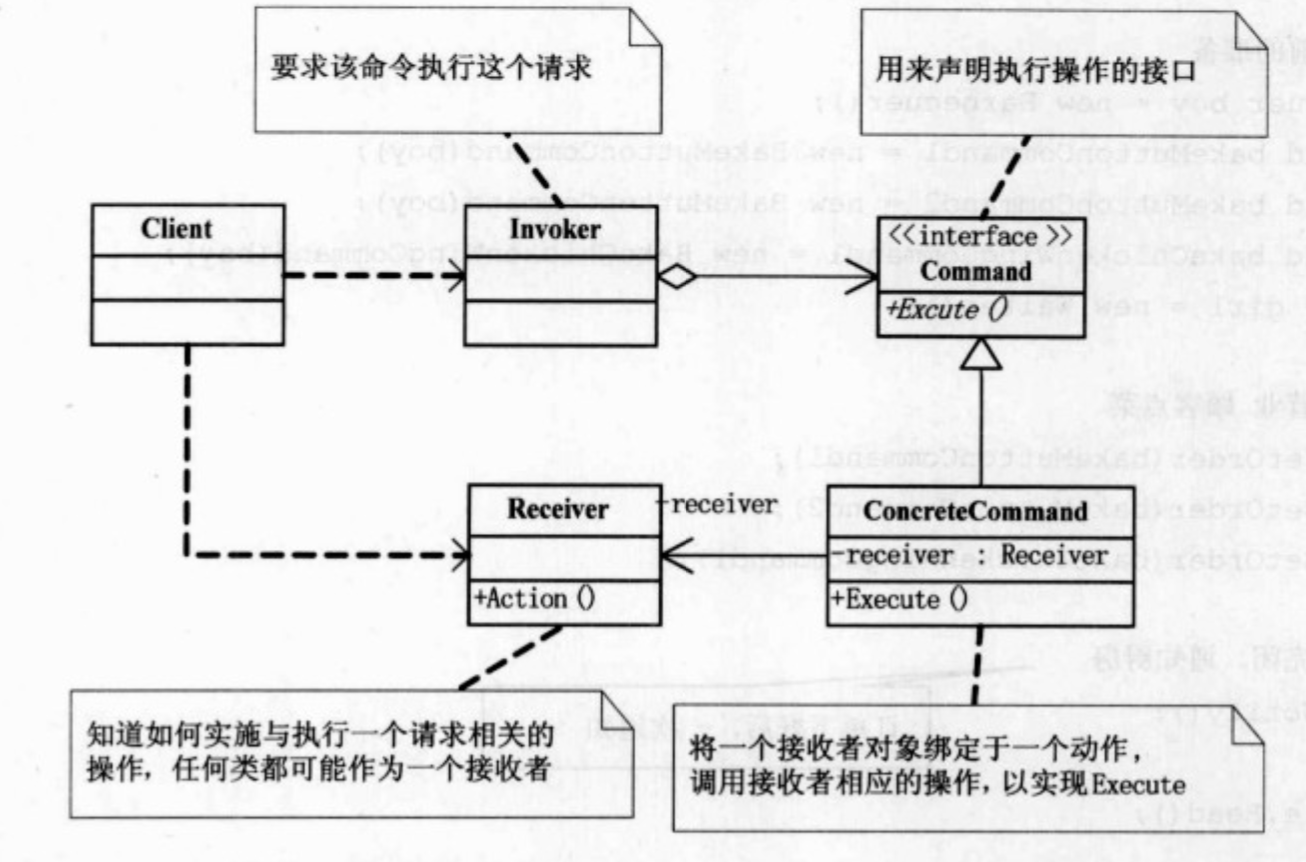 要求该命令执行这个请求
用来声明执行操作的接口
Client
Invoker
<<interface >>
Command
+Excute ()
Receiver
-receiver
ConcreteCommand
-receiver : Receiver
+Action ()
+Execute ()
知道如何实施与执行一个请求相关的
操作, 任何类都可能作为一个接收者
将一个接收者对象绑定于一个动作,
调用接收者相应的操作, 以实现Execute